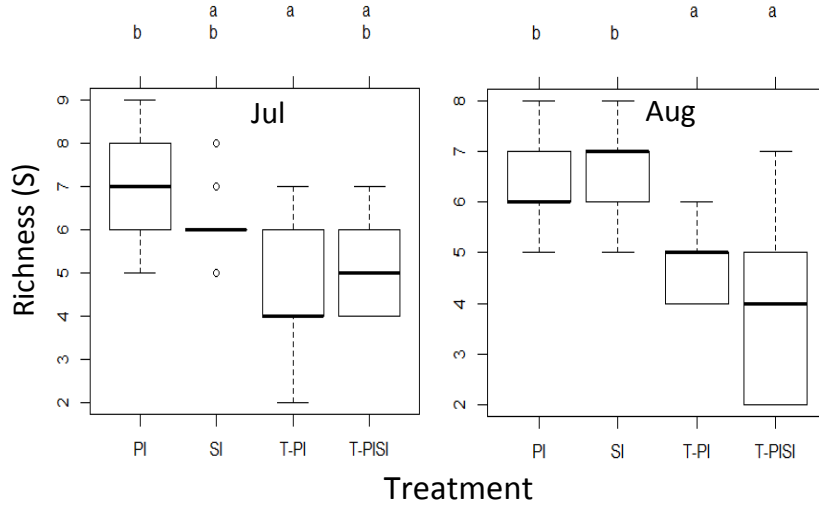 a a a a a
b b b b b
Jul
Aug
Richness (S)
9
8
7
6
5
4
3
2
8
7
6
5
4
3
2
PI SI T-PI T-PISI
PI SI T-PI T-PISI
Treatment